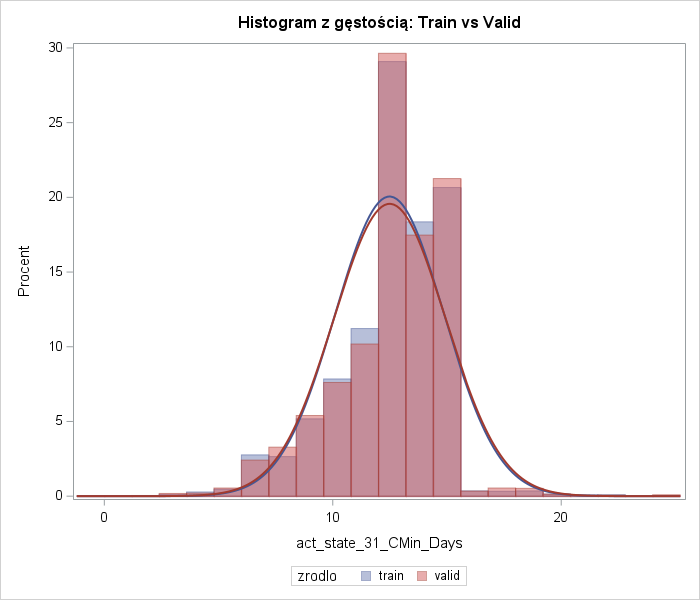 Histogram z gęstością: Train vs Valid
30
25
20
15
10
5
0
Procent
0 10 20
act_state_31_CMin_Days
zrodlo train valid